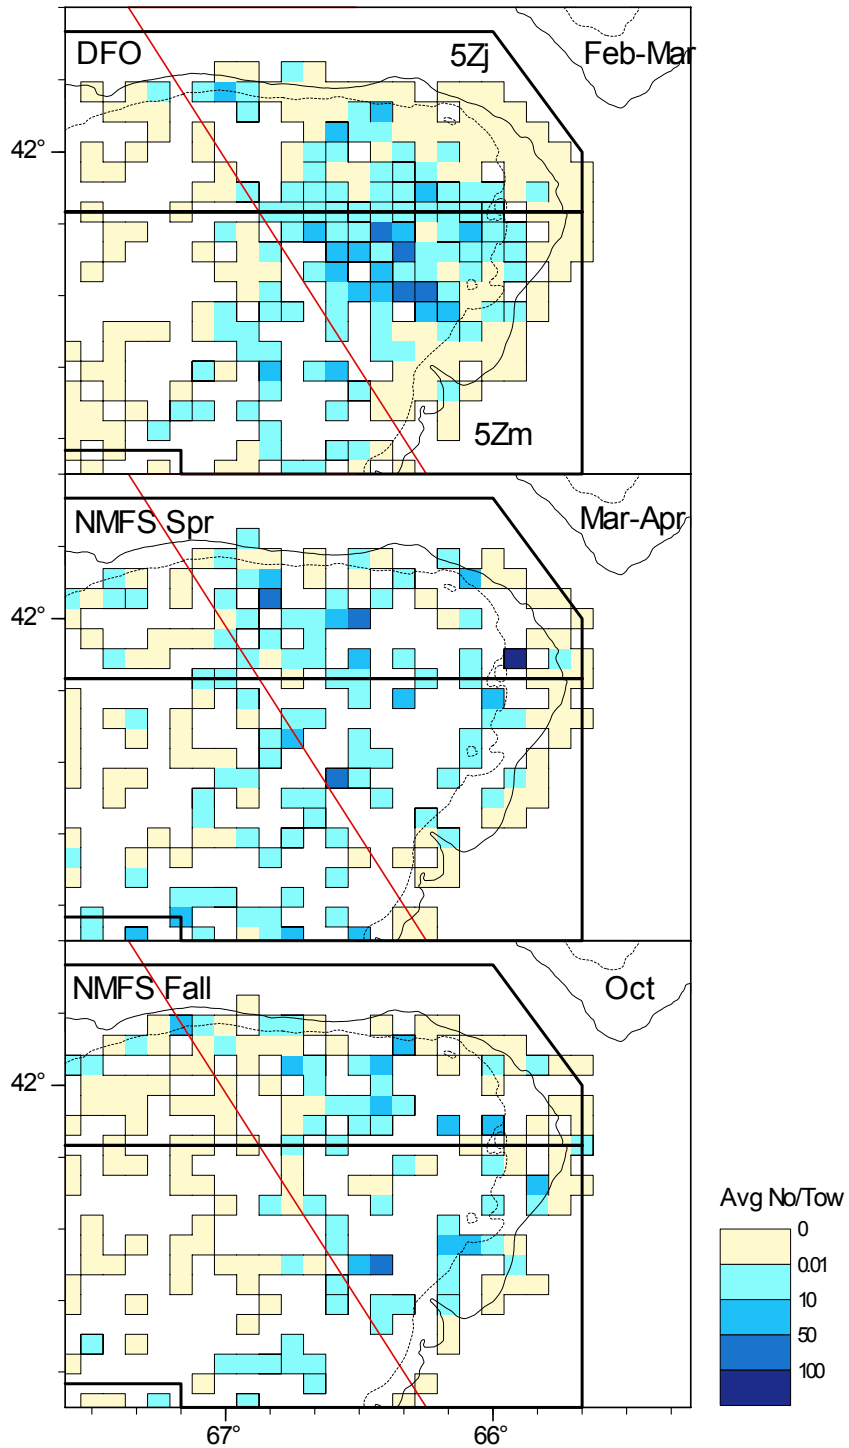 DFO 5Zj Feb-Mar
42°
5Zm
NMFS Spr Mar-Apr
42°
NMFS Fall Oct
42°
Avg No/Tow
0
0.01
10
50
100
67° 66°